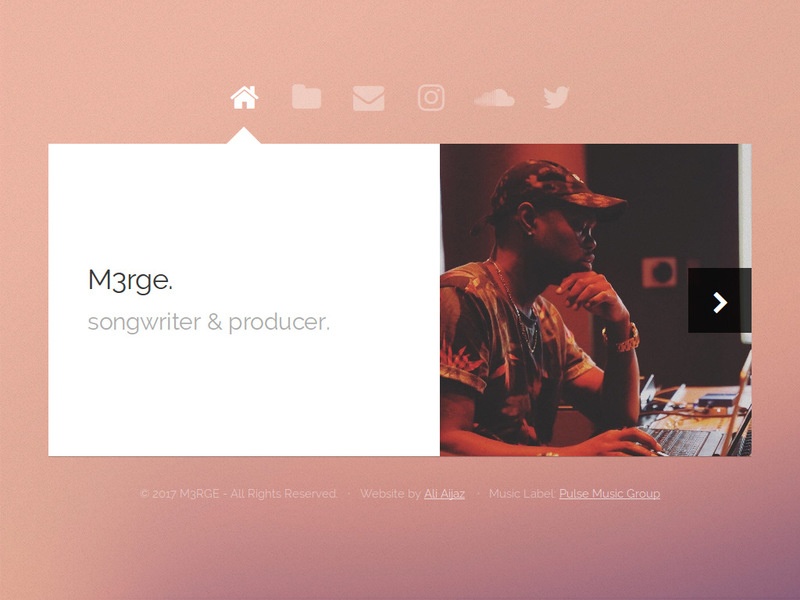 M3rge.
songwriter & producer.
© 2017 M3RGE - All Rights Reserved. · Website by Ali Aijaz · Music Label: Pulse Music Group